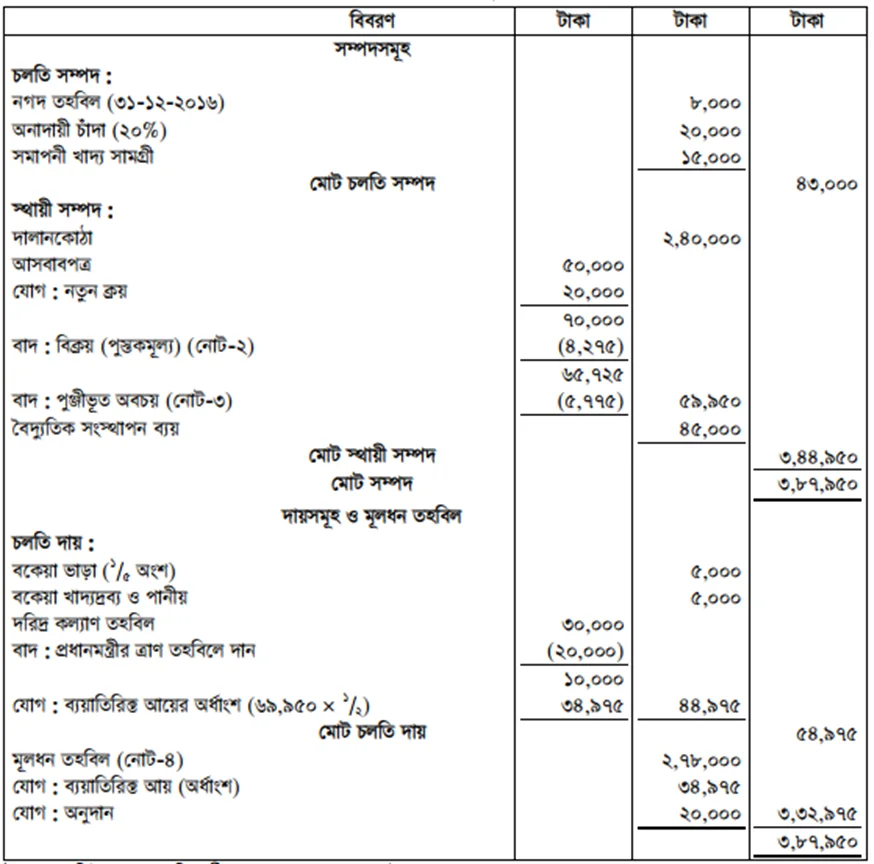 বিবরণ টাকা টাকা টাকা
সম্পদসমূহ
চলতি সম্পদ :
নগদ তহবিল (৩১-১২-২০১৬) ৮,০০০
অনাদায়ী চাঁদা (২০%) ২০,০০০
সমাপনী খাদ্য সামগ্রী ১৫,০০০
মোট চলতি সম্পদ ৪৩,০০০
স্থায়ী সম্পদ :
দালানকোঠা ২,৪০,০০০
আসবাবপত্র ৫০,০০০
যোগ : নতুন ক্রয় ২০,০০০
৭০,০০০
বাদ : বিক্রয় (পুস্তকমূল্য) (নোট-২) (৪,২৭৫)
৬৫,৭২৫
বাদ : পুঞ্জীভূত অবচয় (নোট-৩) (৫,৭৭৫) ৫৯,৯৫০
বৈদ্যুতিক সংস্থাপন ব্যয় ৪৫,০০০
মোট স্থায়ী সম্পদ ৩,৪৪,৯৫০
মোট সম্পদ ৩,৮৭,৯৫০
দায়সমূহ ও মূলধন তহবিল
চলতি দায় :
বকেয়া ভাড়া (১/৫ অংশ) ৫,০০০
বকেয়া খাদ্যদ্রব্য ও পানীয় ৫,০০০
দরিদ্র কল্যাণ তহবিল ৩০,০০০
বাদ : প্রধানমন্ত্রীর ত্রাণ তহবিলে দান (২০,০০০)
১০,০০০
যোগ : ব্যয়াতিরিক্ত আয়ের অর্ধাংশ (৬৯,৯৫০ × ১/২) ৩৪,৯৭৫ ৪৪,৯৭৫
মোট চলতি দায় ৫৪,৯৭৫
মূলধন তহবিল (নোট-৪) ২,৭৮,০০০
যোগ : ব্যয়াতিরিক্ত আয় (অর্ধাংশ) ৩৪,৯৭৫
যোগ : অনুদান ২০,০০০ ৩,৩২,৯৭৫
৩,৮৭,৯৫০